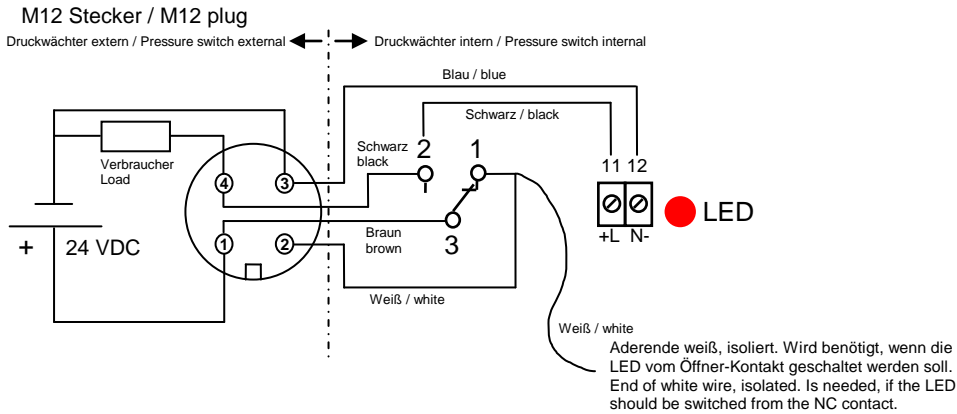 M12 Stecker / M12 plug
Druckwächter extern / Pressure switch external
Druckwächter intern / Pressure switch internal
Blau / blue
Schwarz / black
Verbraucher
Load
Schwarz
black
2
1
11 12
4
3
LED
+L N-
+ 24 VDC
1
2
Braun
brown
3
Weiß / white
Weiß / white
Aderende weiß, isoliert. Wird benötigt, wenn die
LED vom Öffner-Kontakt geschaltet werden soll.
End of white wire, isolated. Is needed, if the LED
should be switched from the NC contact.